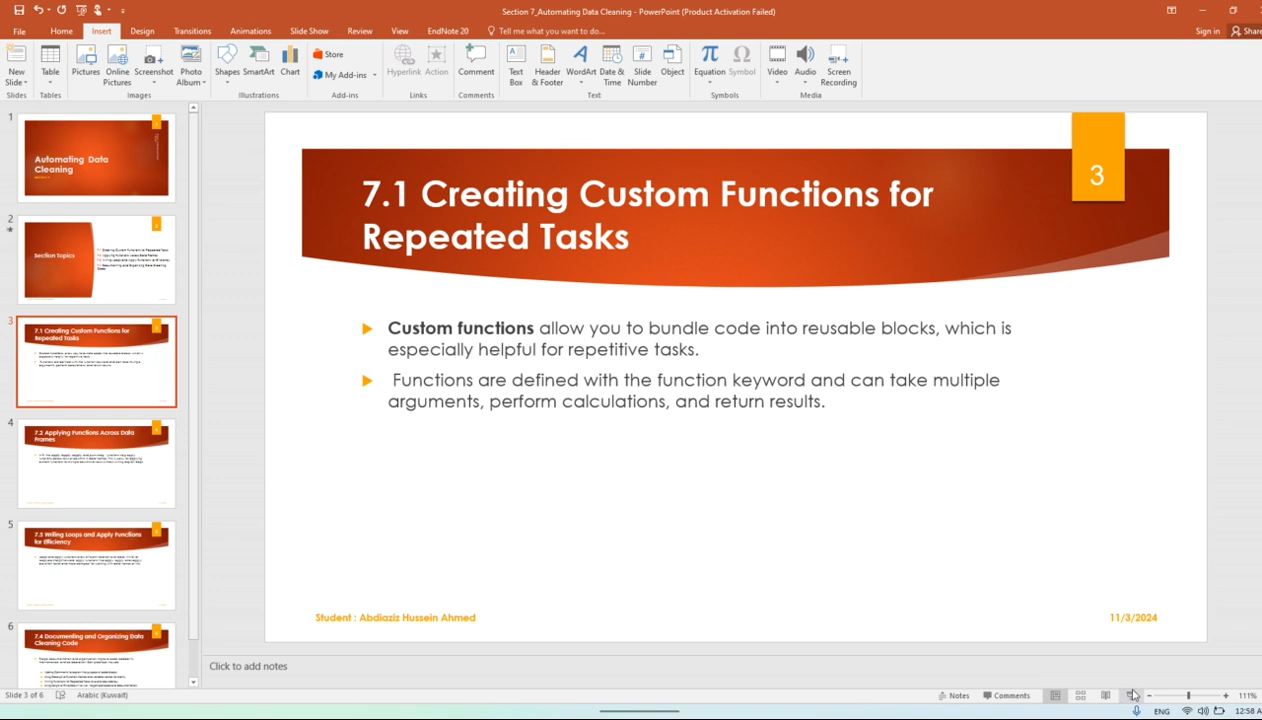 Section 7_Automating Data Cleaning - PowerPoint (Product Activation Failed)
File Home Insert Design Transitions Animations Slide Show Review View EndNote 20 Tell me what you want to do... Sign in Share
New Slide Table Pictures Online Pictures Screenshot Photo Album Shapes SmartArt Chart Store My Add-ins Hyperlink Action Comment Text Box Header & Footer WordArt Date & Time Slide Number Object Equation Symbol Video Audio Screen Recording
Slides Tables Images Illustrations Add-ins Links Comments Text Symbols Media
1
Automating Data
Cleaning
2
Section Topics
3
7.1 Creating Custom Functions for
Repeated Tasks
4
7.2 Applying Functions Across Data
Frames
5
7.3 Writing Loops and Apply Functions
for Efficiency
6
7.4 Documenting and Organizing Data
Cleaning Code
3
7.1 Creating Custom Functions for
Repeated Tasks
Custom functions allow you to bundle code into reusable blocks, which is
especially helpful for repetitive tasks.
Functions are defined with the function keyword and can take multiple
arguments, perform calculations, and return results.
Student : Abdiaziz Hussein Ahmed
11/3/2024
Click to add notes
Slide 3 of 6 Arabic (Kuwait) Notes Comments 111%
ENG 12:58 A